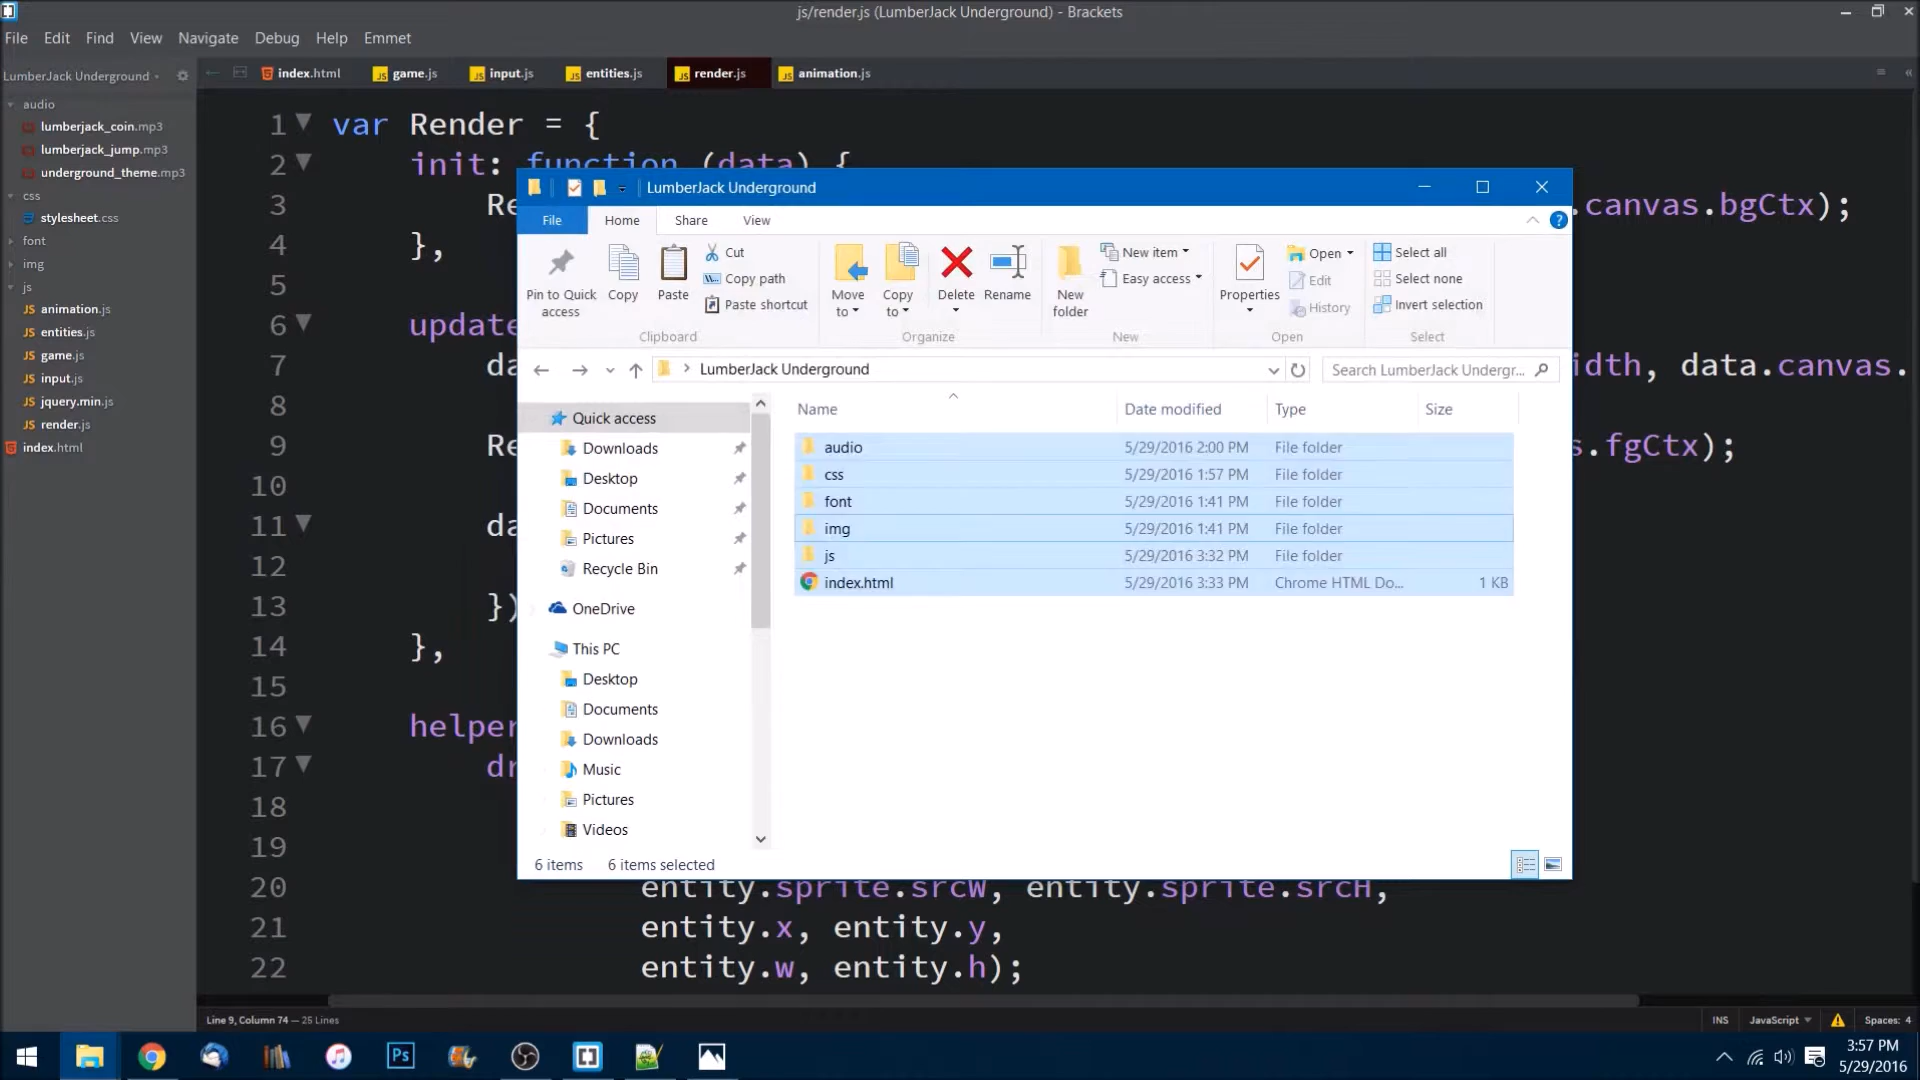 js/render.js (LumberJack Underground) - Brackets
File Edit Find View Navigate Debug Help Emmet
LumberJack Underground
index.html game.js input.js entities.js render.js animation.js
audio
lumberjack_coin.mp3
lumberjack_jump.mp3
underground_theme.mp3
css
stylesheet.css
font
img
js
JS animation.js
JS entities.js
JS game.js
JS input.js
JS jquery.min.js
JS render.js
index.html
1 var Render = {
2 init: function (data) {
3 Re .canvas.bgCtx);
4 },
5
6 update
7 da idth, data.canvas.
8
9 Re s.fgCtx);
10
11 da
12
13 })
14 },
15
16 helper
17 dr
18
19
20 entity.sprite.srcW, entity.sprite.srcH,
21 entity.x, entity.y,
22 entity.w, entity.h);
Line 9, Column 74 — 25 Lines
INS JavaScript Spaces: 4
LumberJack Underground
File Home Share View
Pin to Quick access
Copy
Paste
Cut
Copy path
Paste shortcut
Clipboard
Move to
Copy to
Delete
Rename
Organize
New folder
New item
Easy access
New
Properties
Open
Edit
History
Open
Select all
Select none
Invert selection
Select
LumberJack Underground
Search LumberJack Undergr...
Quick access
Downloads
Desktop
Documents
Pictures
Recycle Bin
OneDrive
This PC
Desktop
Documents
Downloads
Music
Pictures
Videos
Name Date modified Type Size
audio 5/29/2016 2:00 PM File folder
css 5/29/2016 1:57 PM File folder
font 5/29/2016 1:41 PM File folder
img 5/29/2016 1:41 PM File folder
js 5/29/2016 3:32 PM File folder
index.html 5/29/2016 3:33 PM Chrome HTML Do... 1 KB
6 items 6 items selected
Ps
3:57 PM
5/29/2016